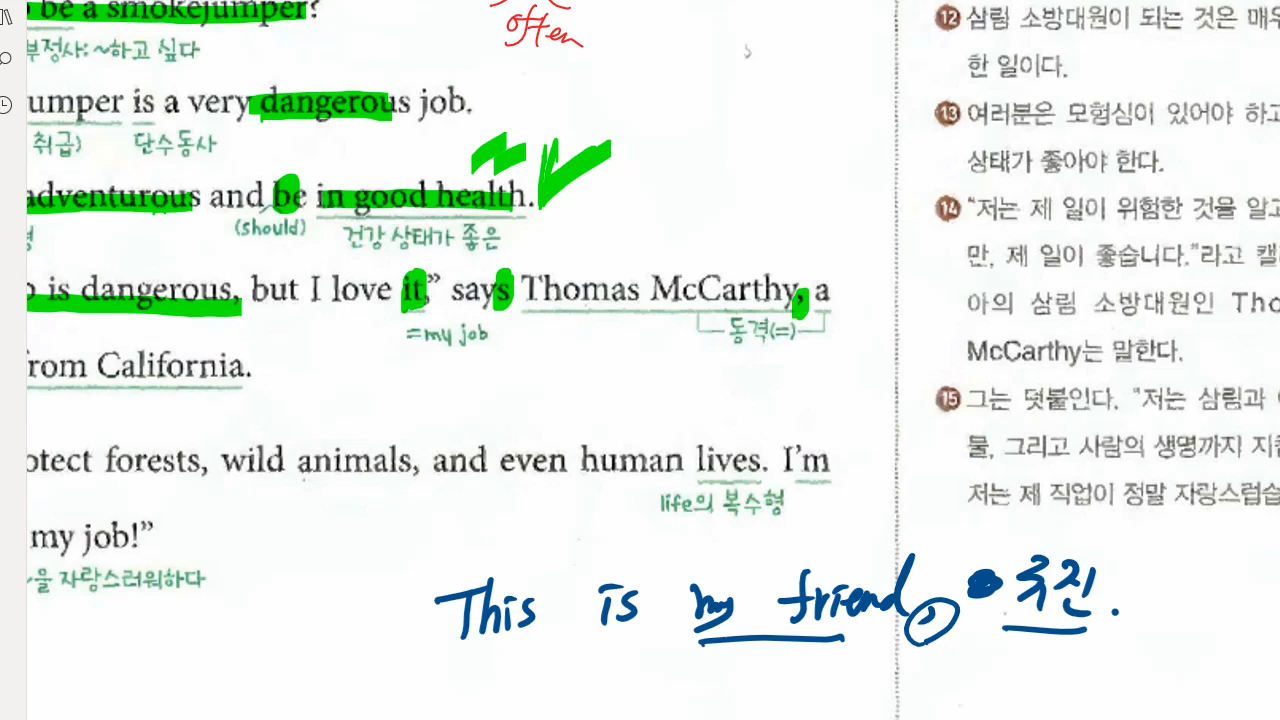 be a smokejumper?
often
부정사: ~하고 싶다
umper is a very dangerous job.
취급) 단수동사
adventurous and be in good health.
(should) 건강 상태가 좋은
is dangerous, but I love it,” says Thomas McCarthy, a
=my job 동격(=)
rom California.
otect forests, wild animals, and even human lives. I’m
life의 복수형
my job!”
~을 자랑스러워하다
This is my friend, 국진.
12 삼림 소방대원이 되는 것은 매우
한 일이다.
13 여러분은 모험심이 있어야 하고
상태가 좋아야 한다.
14 “저는 제 일이 위험한 것을 알고
만, 제 일이 좋습니다.”라고 캘리
아의 삼림 소방대원인 Tho
McCarthy는 말한다.
15 그는 덧붙인다. “저는 삼림과
물, 그리고 사람의 생명까지 지킵
저는 제 직업이 정말 자랑스럽습